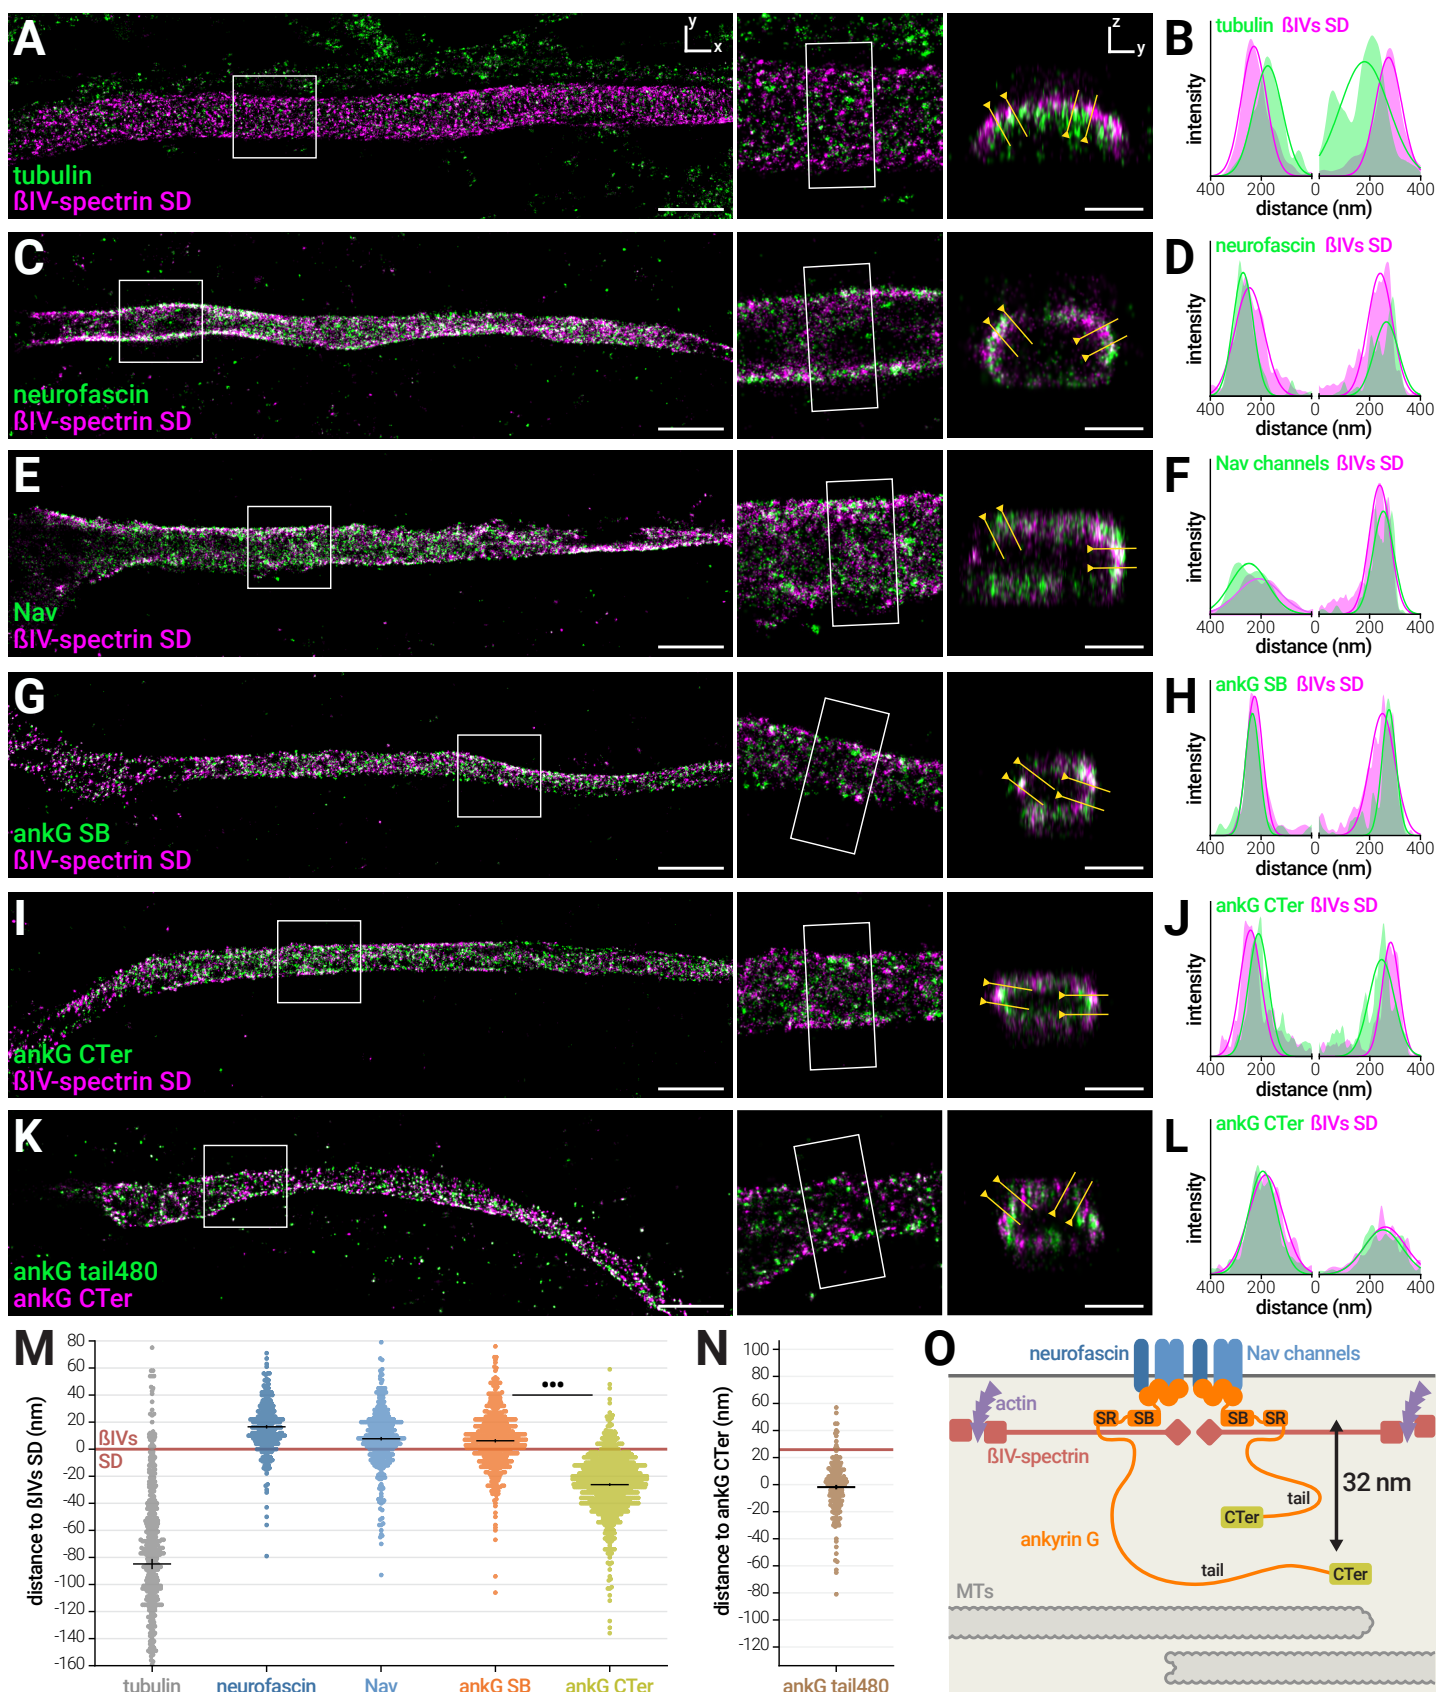 A
y
x
z
y
tubulin
ßIV-spectrin SD
B
tubulin ßIVs SD
intensity
400 200 0 200 400
distance (nm)
C
neurofascin
ßIV-spectrin SD
D
neurofascin ßIVs SD
intensity
400 200 0 200 400
distance (nm)
E
Nav
ßIV-spectrin SD
F
Nav channels ßIVs SD
intensity
400 200 0 200 400
distance (nm)
G
ankG SB
ßIV-spectrin SD
H
ankG SB ßIVs SD
intensity
400 200 0 200 400
distance (nm)
I
ankG CTer
ßIV-spectrin SD
J
ankG CTer ßIVs SD
intensity
400 200 0 200 400
distance (nm)
K
ankG tail480
ankG CTer
L
ankG CTer ßIVs SD
intensity
400 200 0 200 400
distance (nm)
M
distance to ßIVs SD (nm)
80
60
40
20
0
-20
-40
-60
-80
-100
-120
-140
-160
ßIVs
SD
•••
tubulin neurofascin Nav ankG SB ankG CTer
N
distance to ankG CTer (nm)
100
80
60
40
20
0
-20
-40
-60
-80
-100
-120
ankG tail480
O
neurofascin Nav channels
actin
SR SB SB SR
ßIV-spectrin
32 nm
tail
CTer
ankyrin G
tail
CTer
MTs